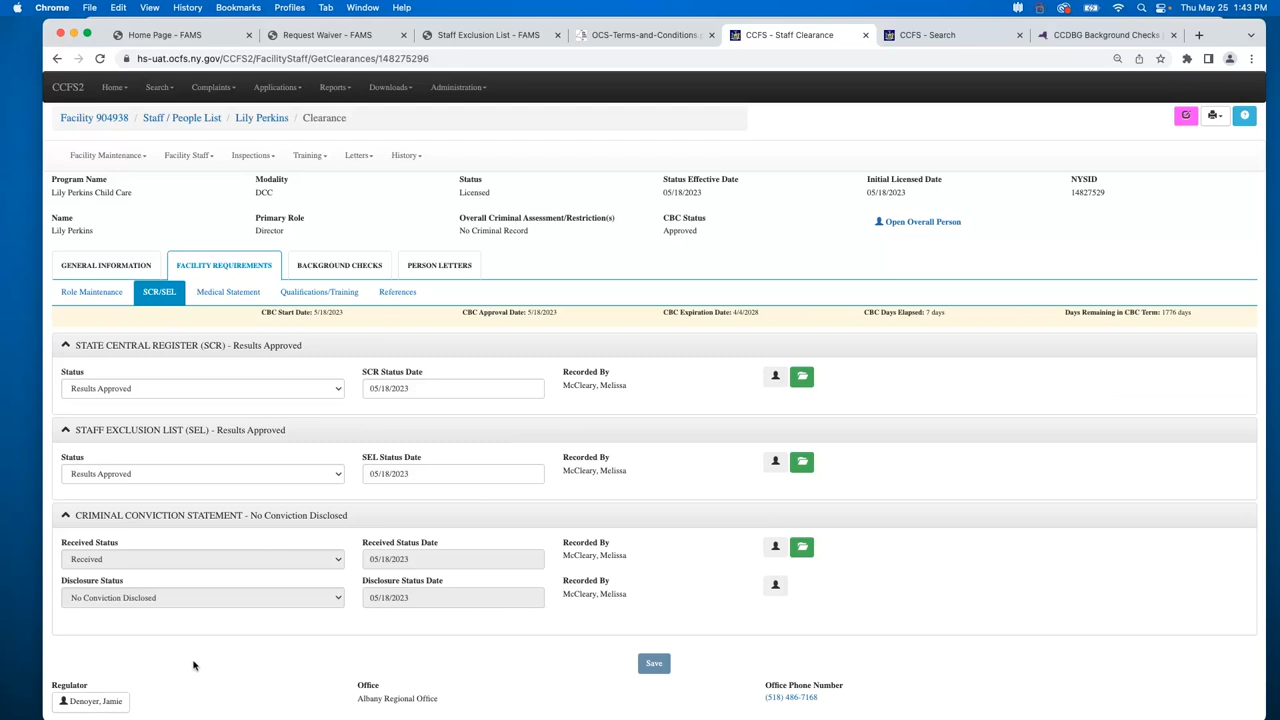 Chrome File Edit View History Bookmarks Profiles Tab Window Help Thu May 25 1:43 PM
Home Page - FAMS Request Waiver - FAMS Staff Exclusion List - FAMS OCS-Terms-and-Conditions.p CCFS - Staff Clearance CCFS - Search CCDBG Background Checks |
hs-uat.ocfs.ny.gov/CCFS2/FacilityStaff/GetClearances/148275296
CCFS2 Home Search Complaints Applications Reports Downloads Administration
Facility 904938 / Staff / People List / Lily Perkins / Clearance
Facility Maintenance Facility Staff Inspections Training Letters History
Program Name Modality Status Status Effective Date Initial Licensed Date NYSID
Lily Perkins Child Care DCC Licensed 05/18/2023 05/18/2023 14827529
Name Primary Role Overall Criminal Assessment/Restriction(s) CBC Status
Open Overall Person
Lily Perkins Director No Criminal Record Approved
GENERAL INFORMATION FACILITY REQUIREMENTS BACKGROUND CHECKS PERSON LETTERS
Role Maintenance SCR/SEL Medical Statement Qualifications/Training References
CBC Start Date: 5/18/2023 CBC Approval Date: 5/18/2023 CBC Expiration Date: 4/4/2028 CBC Days Elapsed: 7 days Days Remaining in CBC Term: 1776 days
STATE CENTRAL REGISTER (SCR) - Results Approved
Status SCR Status Date Recorded By
Results Approved 05/18/2023 McCleary, Melissa
STAFF EXCLUSION LIST (SEL) - Results Approved
Status SEL Status Date Recorded By
Results Approved 05/18/2023 McCleary, Melissa
CRIMINAL CONVICTION STATEMENT - No Conviction Disclosed
Received Status Received Status Date Recorded By
Received 05/18/2023 McCleary, Melissa
Disclosure Status Disclosure Status Date Recorded By
No Conviction Disclosed 05/18/2023 McCleary, Melissa
Save
Regulator Office Office Phone Number
Denoyer, Jamie Albany Regional Office (518) 486-7168